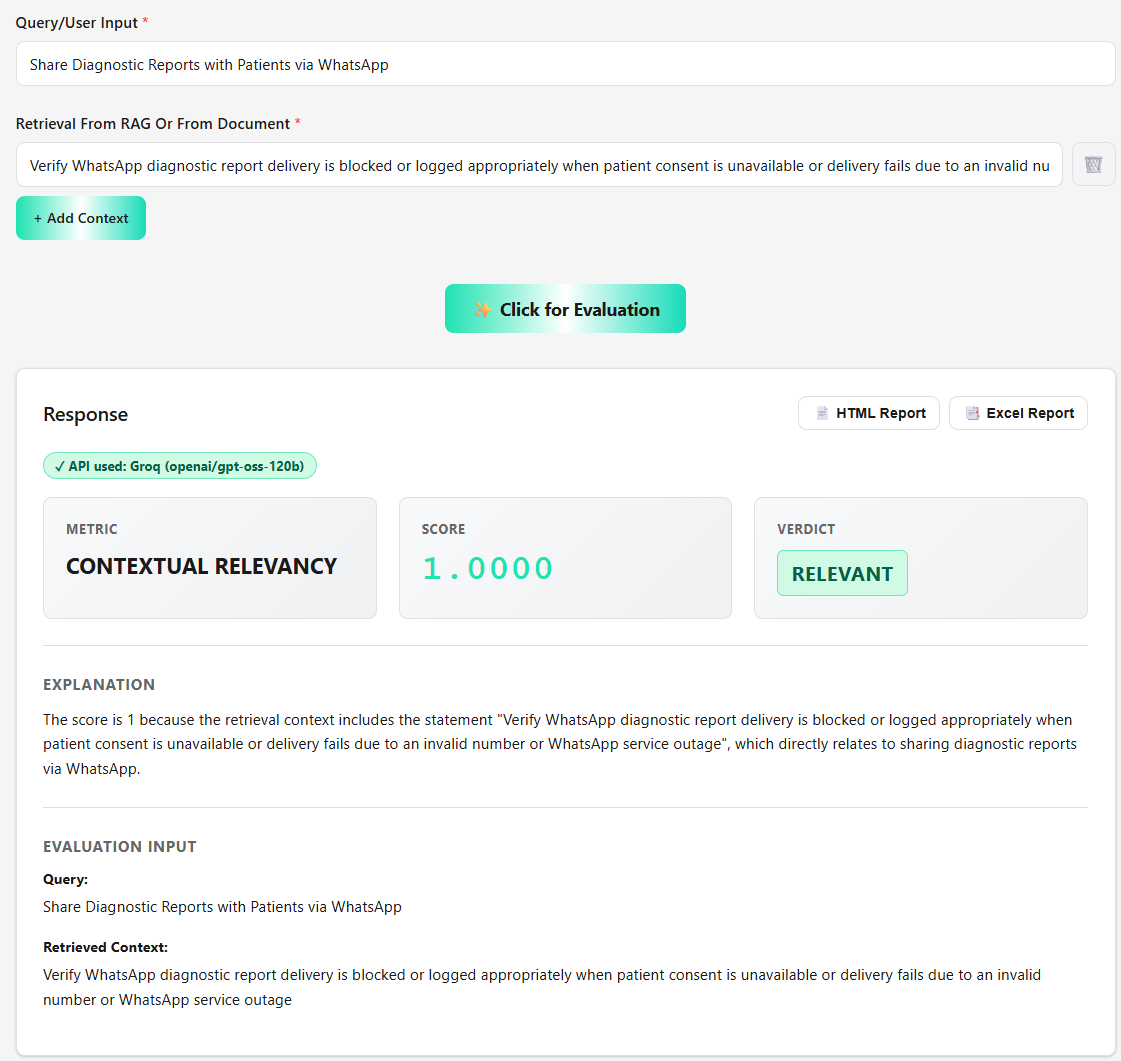 Query/User Input *
Share Diagnostic Reports with Patients via WhatsApp
Retrieval From RAG Or From Document *
Verify WhatsApp diagnostic report delivery is blocked or logged appropriately when patient consent is unavailable or delivery fails due to an invalid nu
+ Add Context
✨ Click for Evaluation
Response
HTML Report
Excel Report
✓ API used: Groq (openai/gpt-oss-120b)
METRIC
CONTEXTUAL RELEVANCY
SCORE
1.0000
VERDICT
RELEVANT
EXPLANATION
The score is 1 because the retrieval context includes the statement "Verify WhatsApp diagnostic report delivery is blocked or logged appropriately when
patient consent is unavailable or delivery fails due to an invalid number or WhatsApp service outage", which directly relates to sharing diagnostic reports
via WhatsApp.
EVALUATION INPUT
Query:
Share Diagnostic Reports with Patients via WhatsApp
Retrieved Context:
Verify WhatsApp diagnostic report delivery is blocked or logged appropriately when patient consent is unavailable or delivery fails due to an invalid
number or WhatsApp service outage